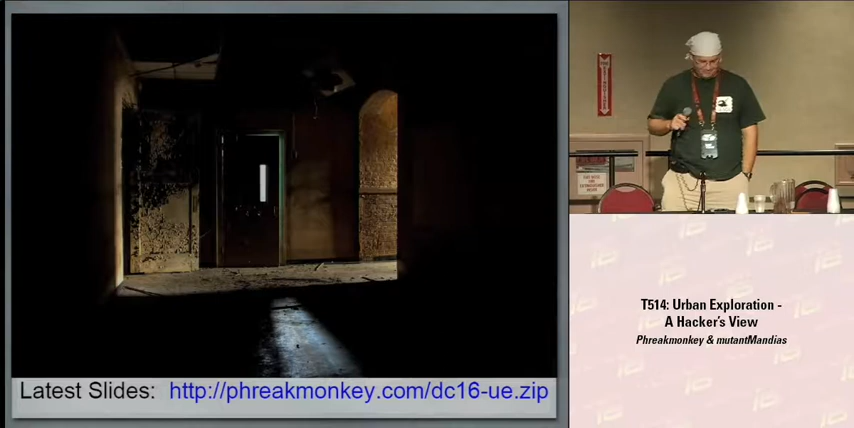 Latest Slides: http://phreakmonkey.com/dc16-ue.zip
T514: Urban Exploration -
A Hacker's View
Phreakmonkey & mutantMandias